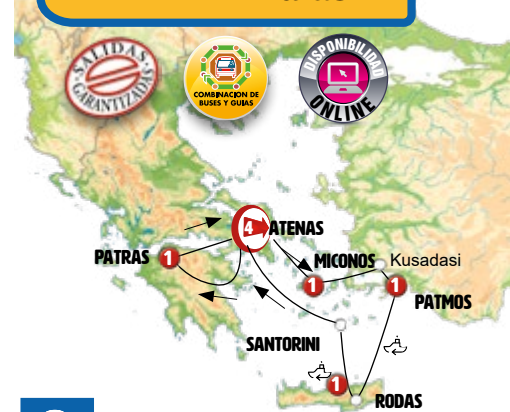 SALIDAS
GARANTIZADAS
COMBINACION DE
BUSES Y GUIAS
DISPONIBILIDAD
ONLINE
4
ATENAS
PATRAS
1
MICONOS
Kusadasi
1
1
PATMOS
SANTORINI
1
RODAS